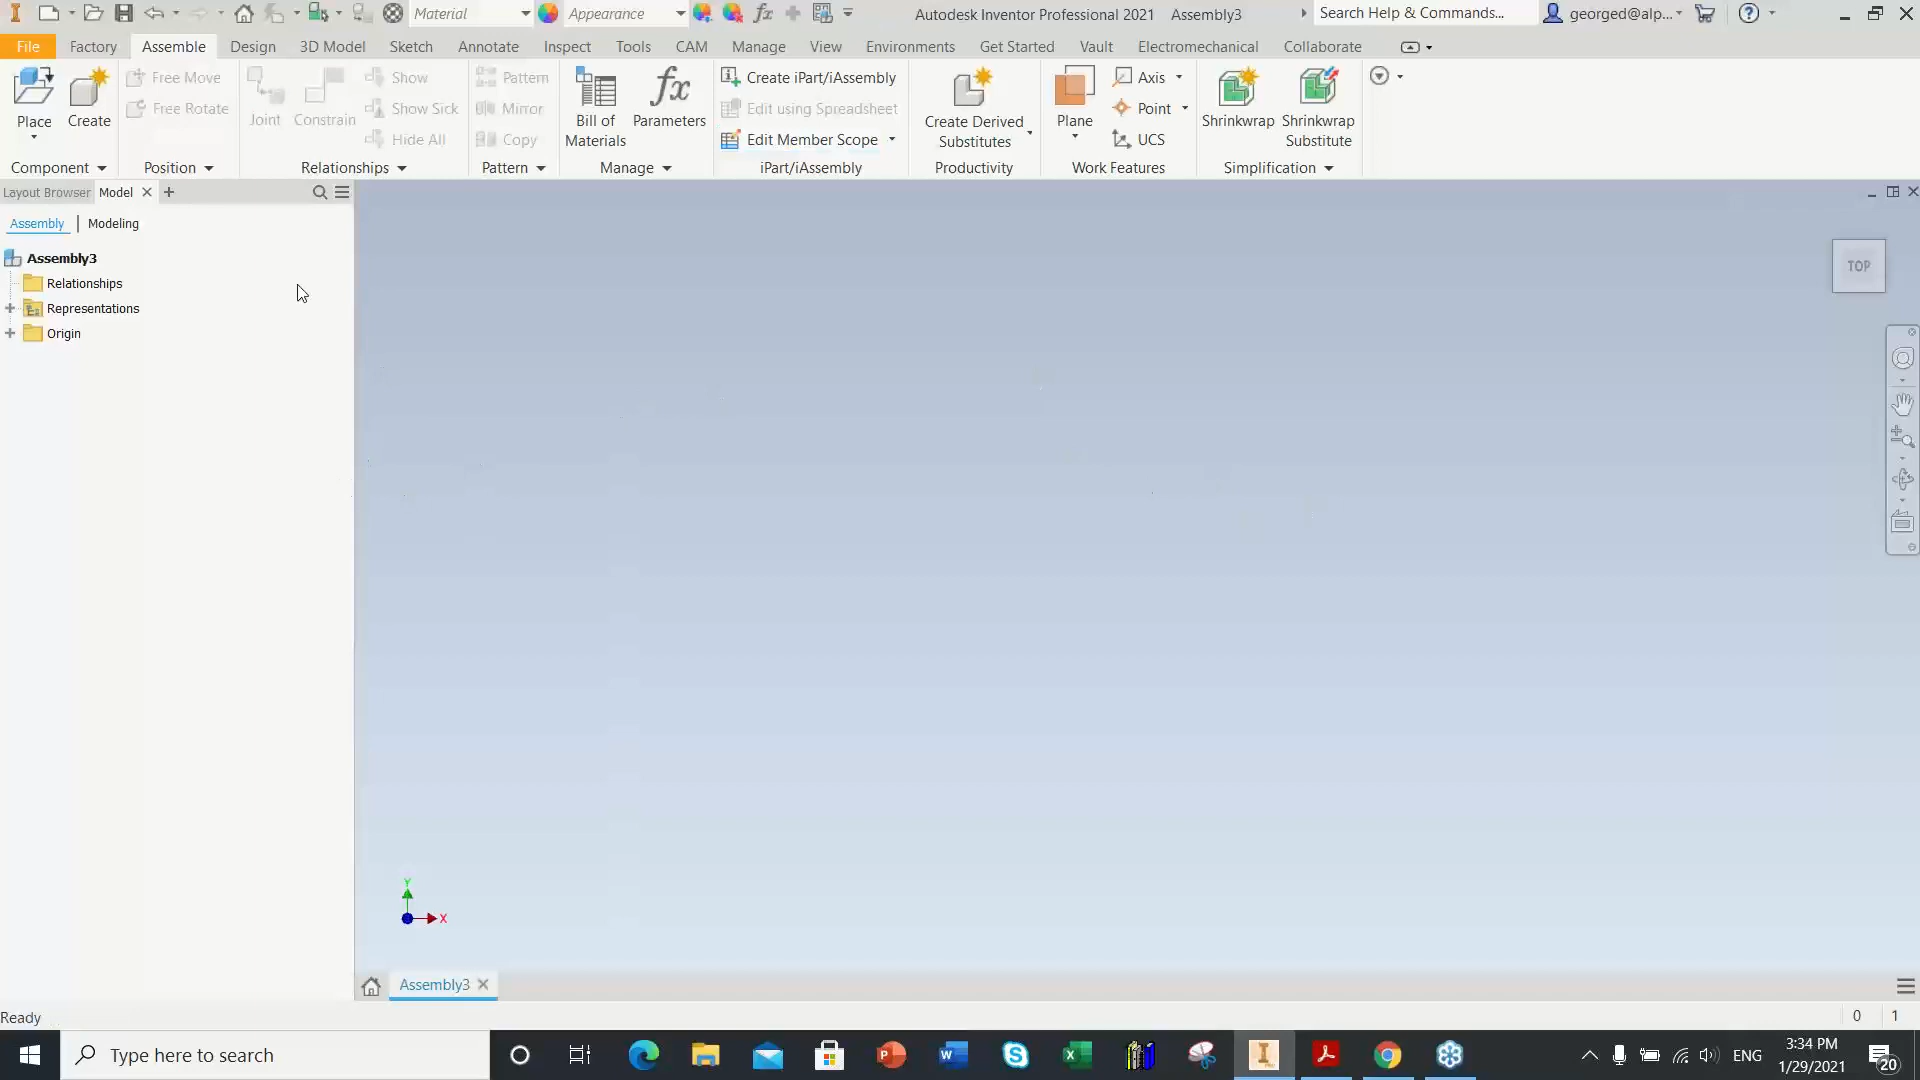 Material
Appearance
Autodesk Inventor Professional 2021 Assembly3
Search Help & Commands...
georged@alp...
File Factory Assemble Design 3D Model Sketch Annotate Inspect Tools CAM Manage View Environments Get Started Vault Electromechanical Collaborate
Place
Create
Free Move
Free Rotate
Joint
Constrain
Show
Show Sick
Hide All
Pattern
Mirror
Copy
Bill of
Materials
fx
Parameters
Create iPart/iAssembly
Edit using Spreadsheet
Edit Member Scope
Create Derived
Substitutes
Plane
Axis
Point
UCS
Shrinkwrap
Shrinkwrap
Substitute
Component Position Relationships Pattern Manage iPart/iAssembly Productivity Work Features Simplification
Layout Browser Model
Assembly | Modeling
Assembly3
Relationships
Representations
Origin
TOP
Y
X
Assembly3
Ready
0 1
Type here to search
ENG
3:34 PM
1/29/2021
20